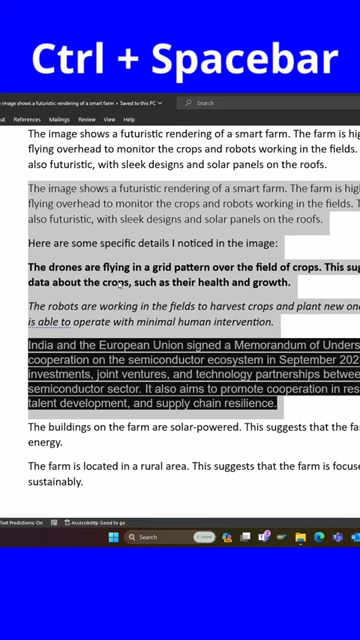 Ctrl + Spacebar
he image shows a futuristic rendering of a smart farm • Saved to this PC
Search
References Mailings Review View Help
The image shows a futuristic rendering of a smart farm. The farm is hig
flying overhead to monitor the crops and robots working in the fields.
also futuristic, with sleek designs and solar panels on the roofs.
The image shows a futuristic rendering of a smart farm. The farm is high
flying overhead to monitor the crops and robots working in the fields. T
also futuristic, with sleek designs and solar panels on the roofs.
Here are some specific details I noticed in the image:
The drones are flying in a grid pattern over the field of crops. This sug
data about the crops, such as their health and growth.
The robots are working in the fields to harvest crops and plant new one
is able to operate with minimal human intervention.
India and the European Union signed a Memorandum of Unders
cooperation on the semiconductor ecosystem in September 202
investments, joint ventures, and technology partnerships betwee
semiconductor sector. It also aims to promote cooperation in res
talent development, and supply chain resilience.
The buildings on the farm are solar-powered. This suggests that the fa
energy.
The farm is located in a rural area. This suggests that the farm is focuse
sustainably.
Text Predictions: On
Accessibility: Good to go
Search